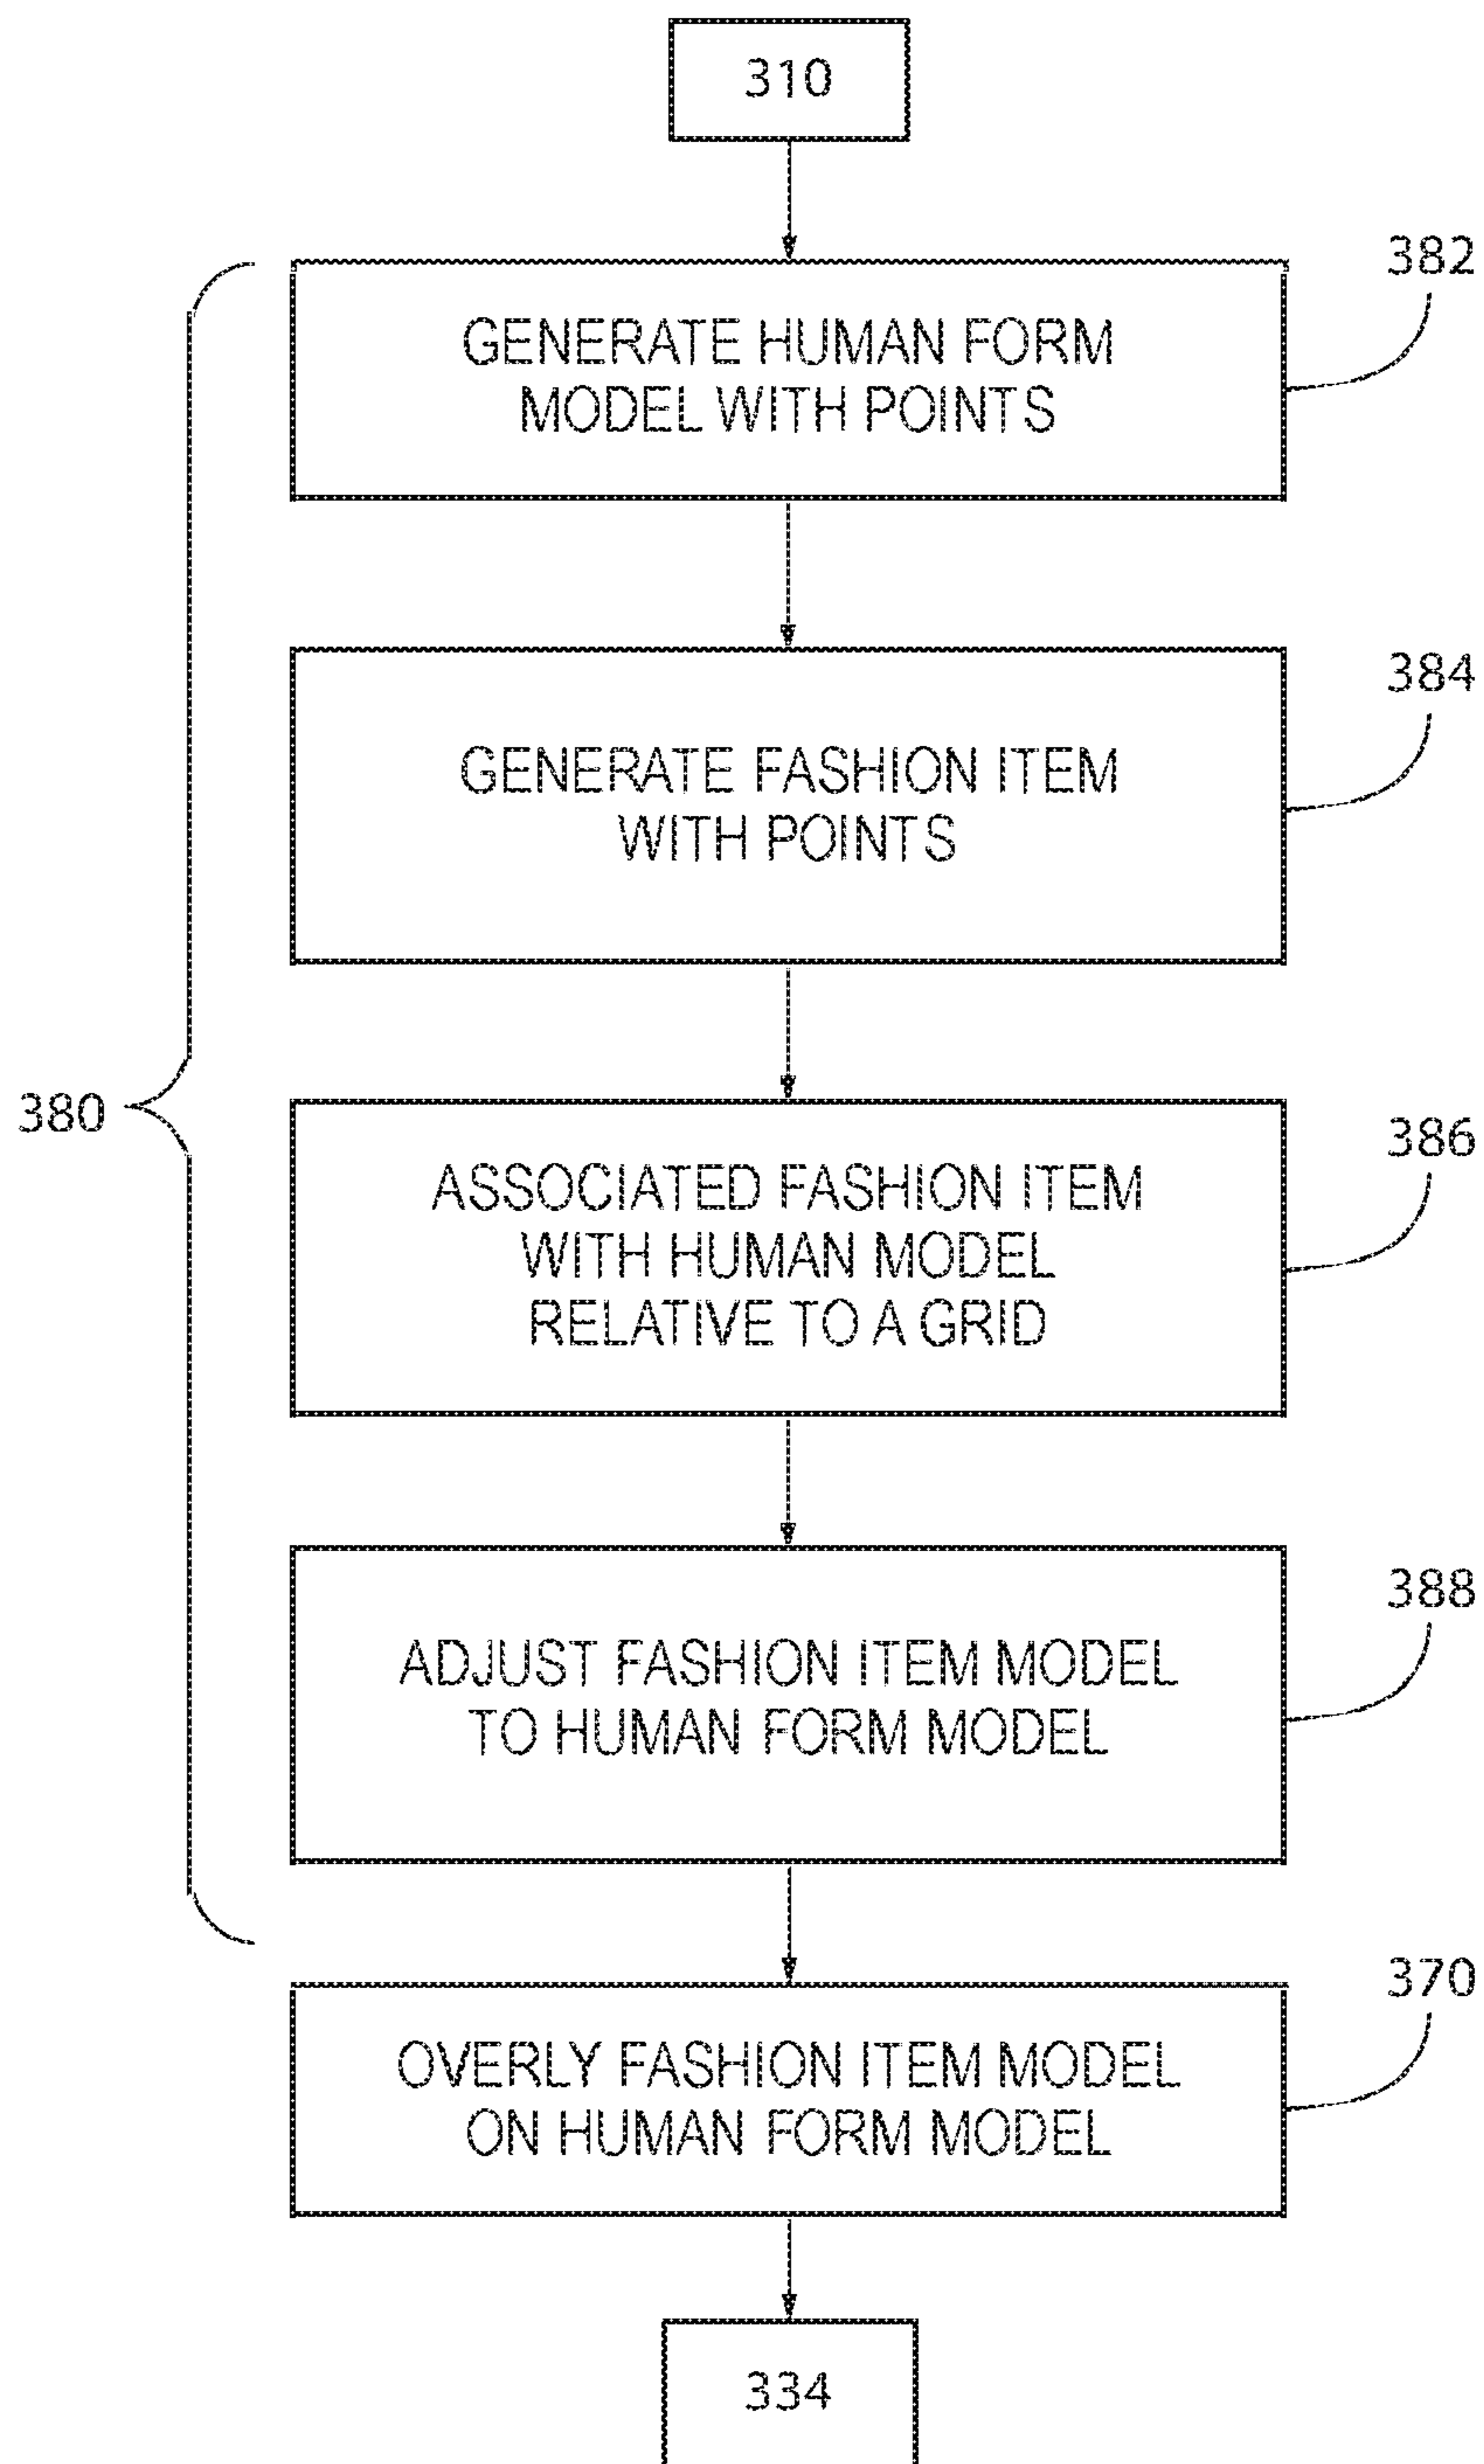 310
382
GENERATE HUMAN FORM
MODEL WITH POINTS
384
GENERATE FASHION ITEM
WITH POINTS
380
386
ASSOCIATED FASHION ITEM
WITH HUMAN MODEL
RELATIVE TO A GRID
388
ADJUST FASHION ITEM MODEL
TO HUMAN FORM MODEL
370
OVERLY FASHION ITEM MODEL
ON HUMAN FORM MODEL
334